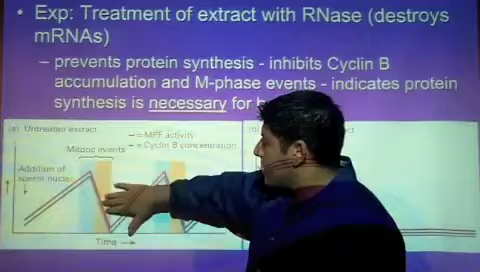 • Exp: Treatment of extract with RNase (destroys
mRNAs)
– prevents protein synthesis - inhibits Cyclin B
accumulation and M-phase events - indicates protein
synthesis is necessary for
(a) Untreated extract
— = MPF activity
— = Cyclin B concentration
Mitotic events
Addition of
sperm nuclei
Time →
(b)